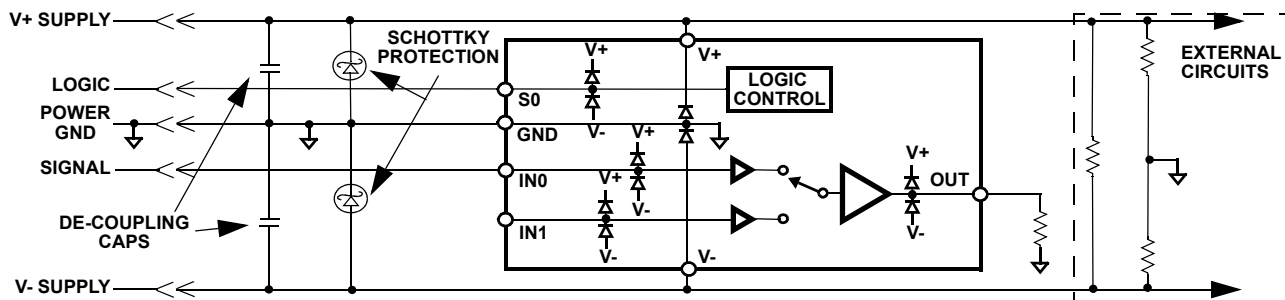 V+ SUPPLY
LOGIC
POWER
GND
SIGNAL
DE-COUPLING
CAPS
V- SUPPLY
SCHOTTKY
PROTECTION
V+
V+
S0
V-
LOGIC
CONTROL
GND
V+
IN0
V-
V+
IN1
V-
V+
OUT
V-
V-
EXTERNAL
CIRCUITS